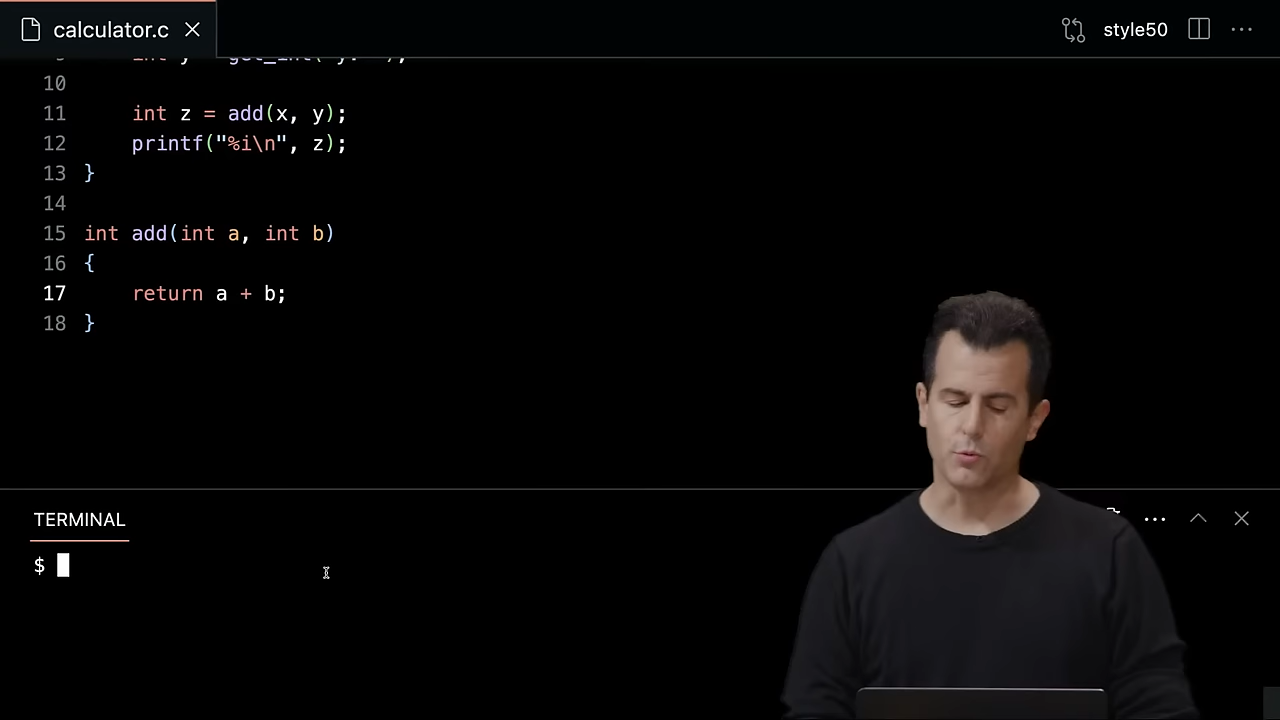 calculator.c
style50
10
11 int z = add(x, y);
12 printf("%i\n", z);
13 }
14
15 int add(int a, int b)
16 {
17 return a + b;
18 }
TERMINAL
$